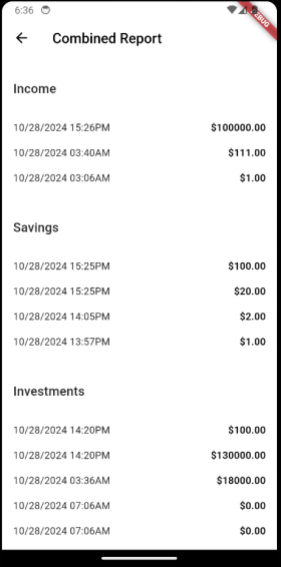 6:36
Combined Report
Income
10/28/2024 15:26PM $100000.00
10/28/2024 03:40AM $111.00
10/28/2024 03:06AM $1.00
Savings
10/28/2024 15:25PM $100.00
10/28/2024 15:25PM $20.00
10/28/2024 14:05PM $2.00
10/28/2024 13:57PM $1.00
Investments
10/28/2024 14:20PM $100.00
10/28/2024 14:20PM $130000.00
10/28/2024 03:36AM $18000.00
10/28/2024 07:06AM $0.00
10/28/2024 07:06AM $0.00